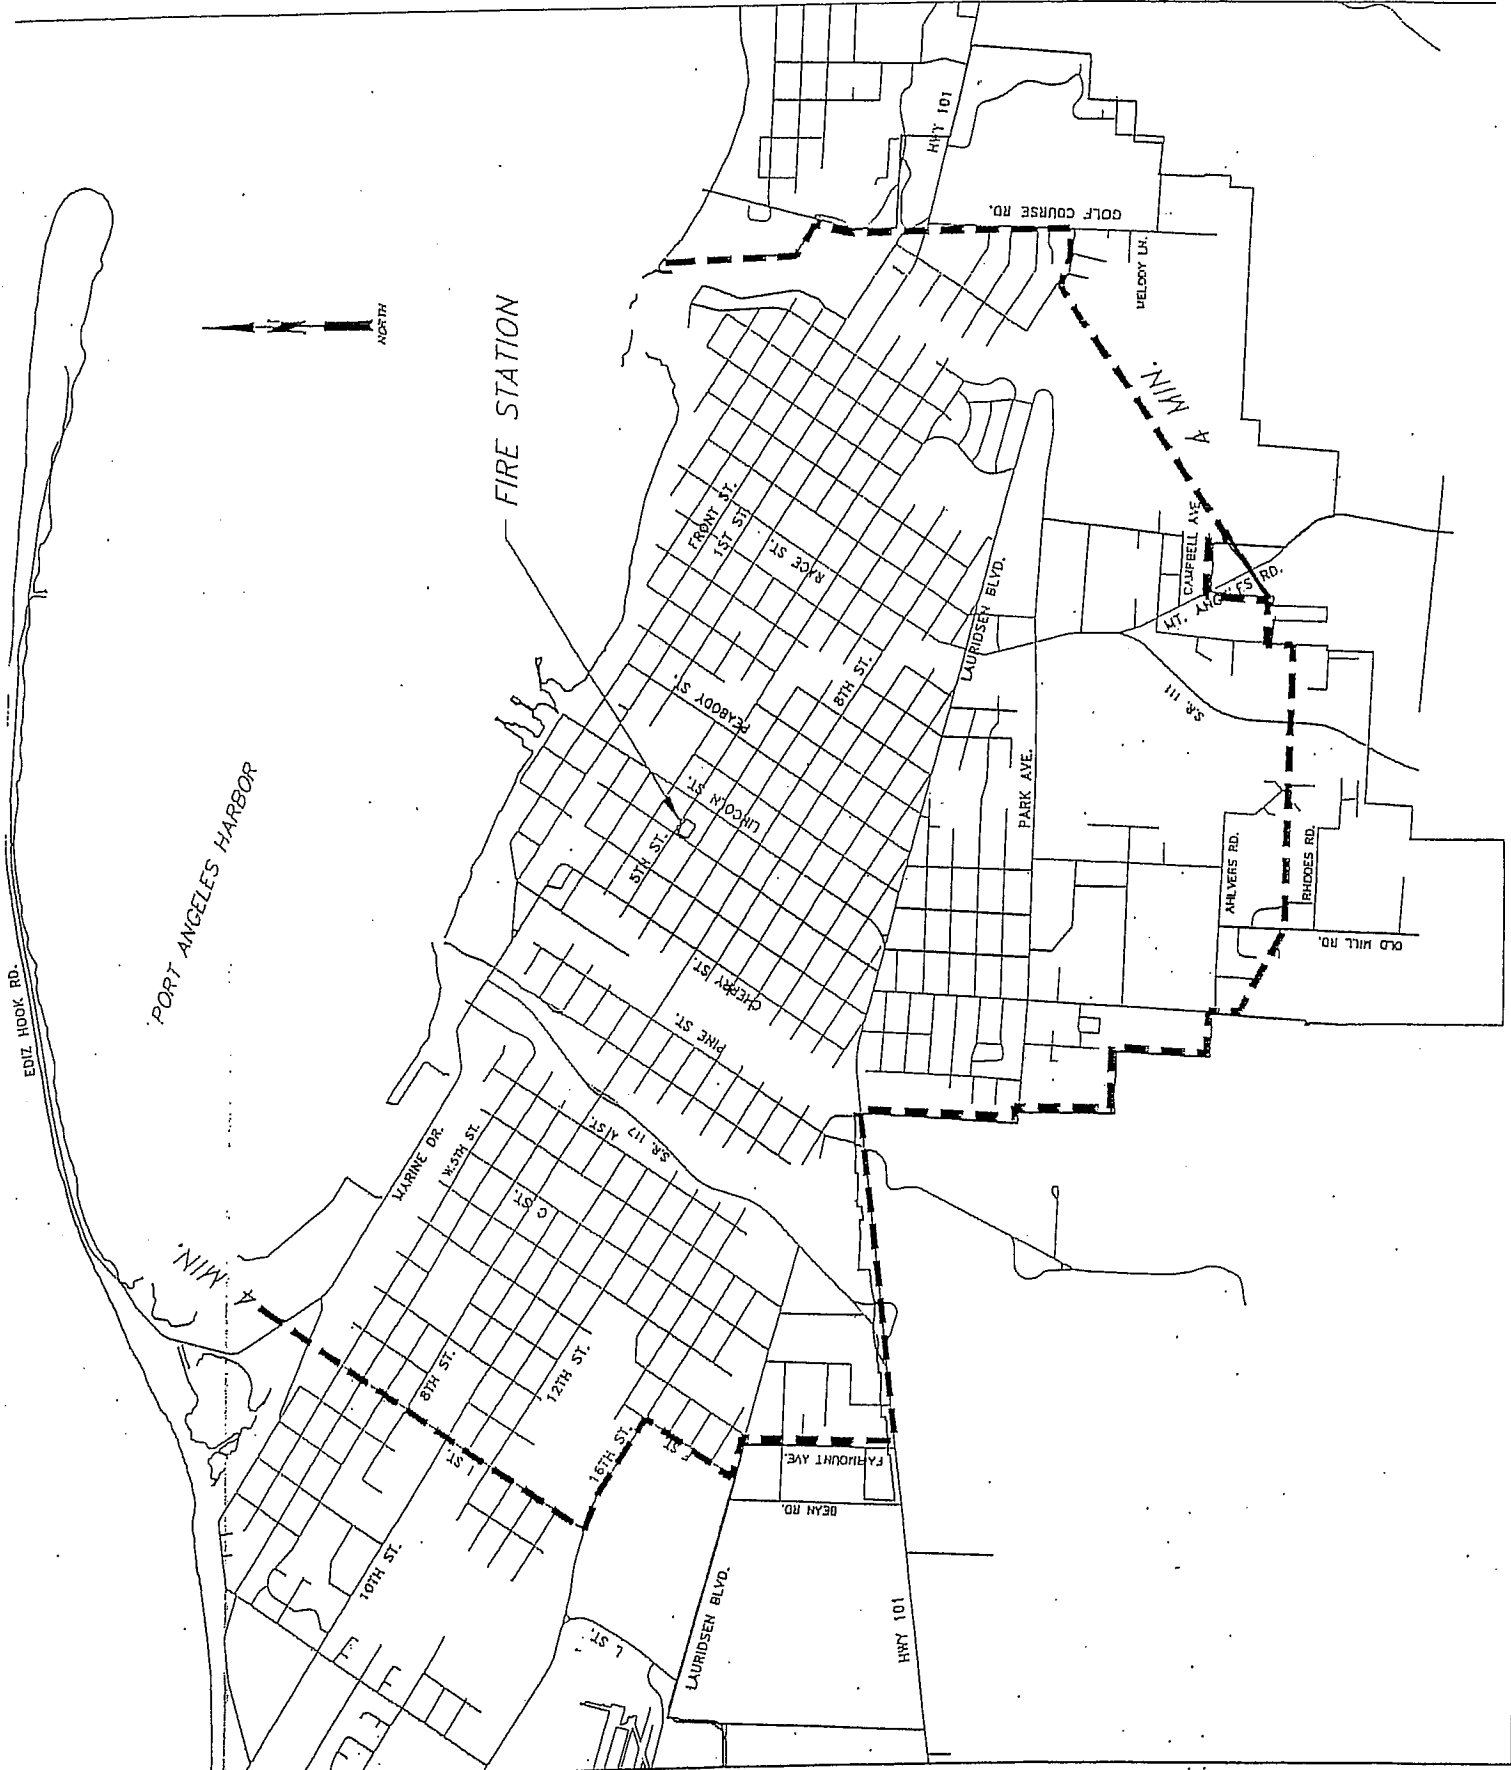 HWY 101
GOLF COURSE RD.
NORTH
MELODY LN.
FIRE STATION
4 MIN.
FRONT ST.
1ST ST.
RACE ST.
CAMPBELL AVE.
MT. ANGELES RD.
LAURIDSEN BLVD.
PEABODY ST.
8TH ST.
S.R. 111
LINCOLN ST.
5TH ST.
PARK AVE.
PORT ANGELES HARBOR
AHLVERS RD.
RHODES RD.
OLD MILL RD.
EDIZ HOOK RD.
CHERRY ST.
PINE ST.
MARINE DR.
W.5TH ST.
A ST.
S.R. 117
C ST.
4 MIN.
8TH ST.
12TH ST.
I ST.
16TH ST.
FAIRMOUNT AVE.
BEAN RD.
10TH ST.
L ST.
LAURIDSEN BLVD.
HWY 101